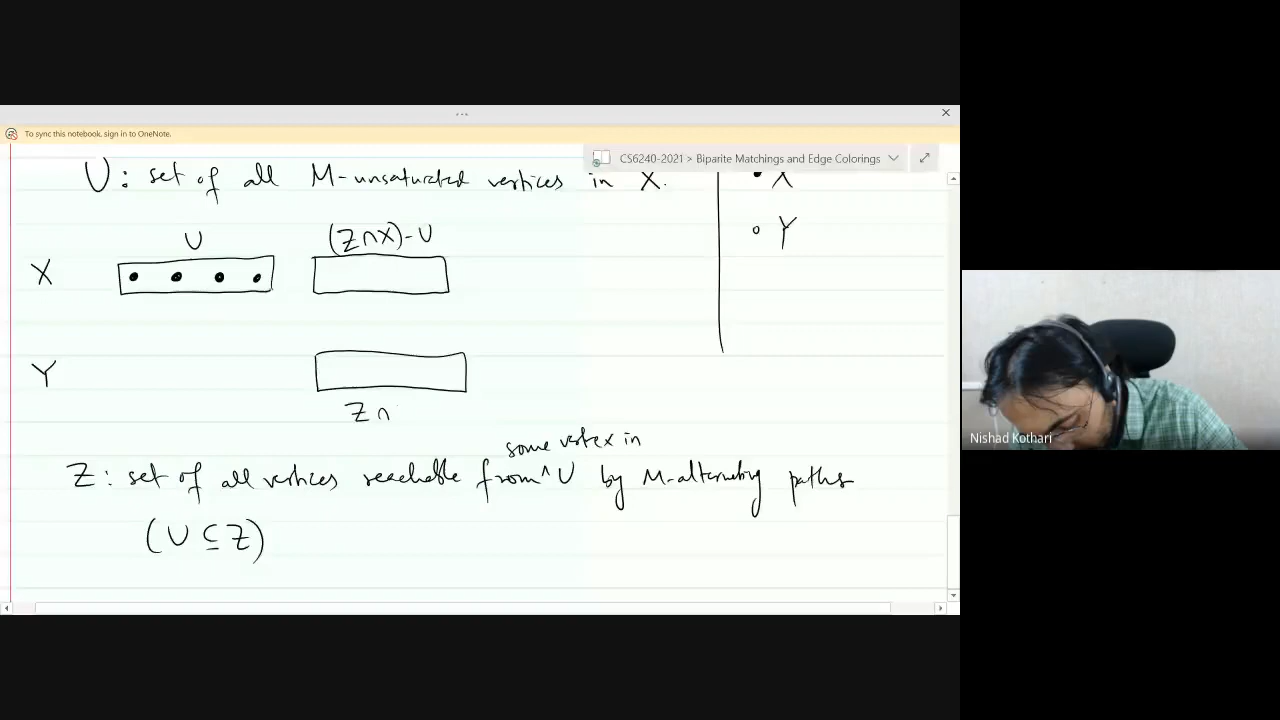 To sync this notebook, sign in to OneNote.
CS6240-2021 > Biparite Matchings and Edge Colorings
U: set of all M-unsaturated vertices in X.
X
Y
U
(Z∩X)-U
X
Y
Z∩
some vertex in
Z: set of all vertices reachable from ^ U by M-alternating paths
(U ⊆ Z)
Nishad Kothari